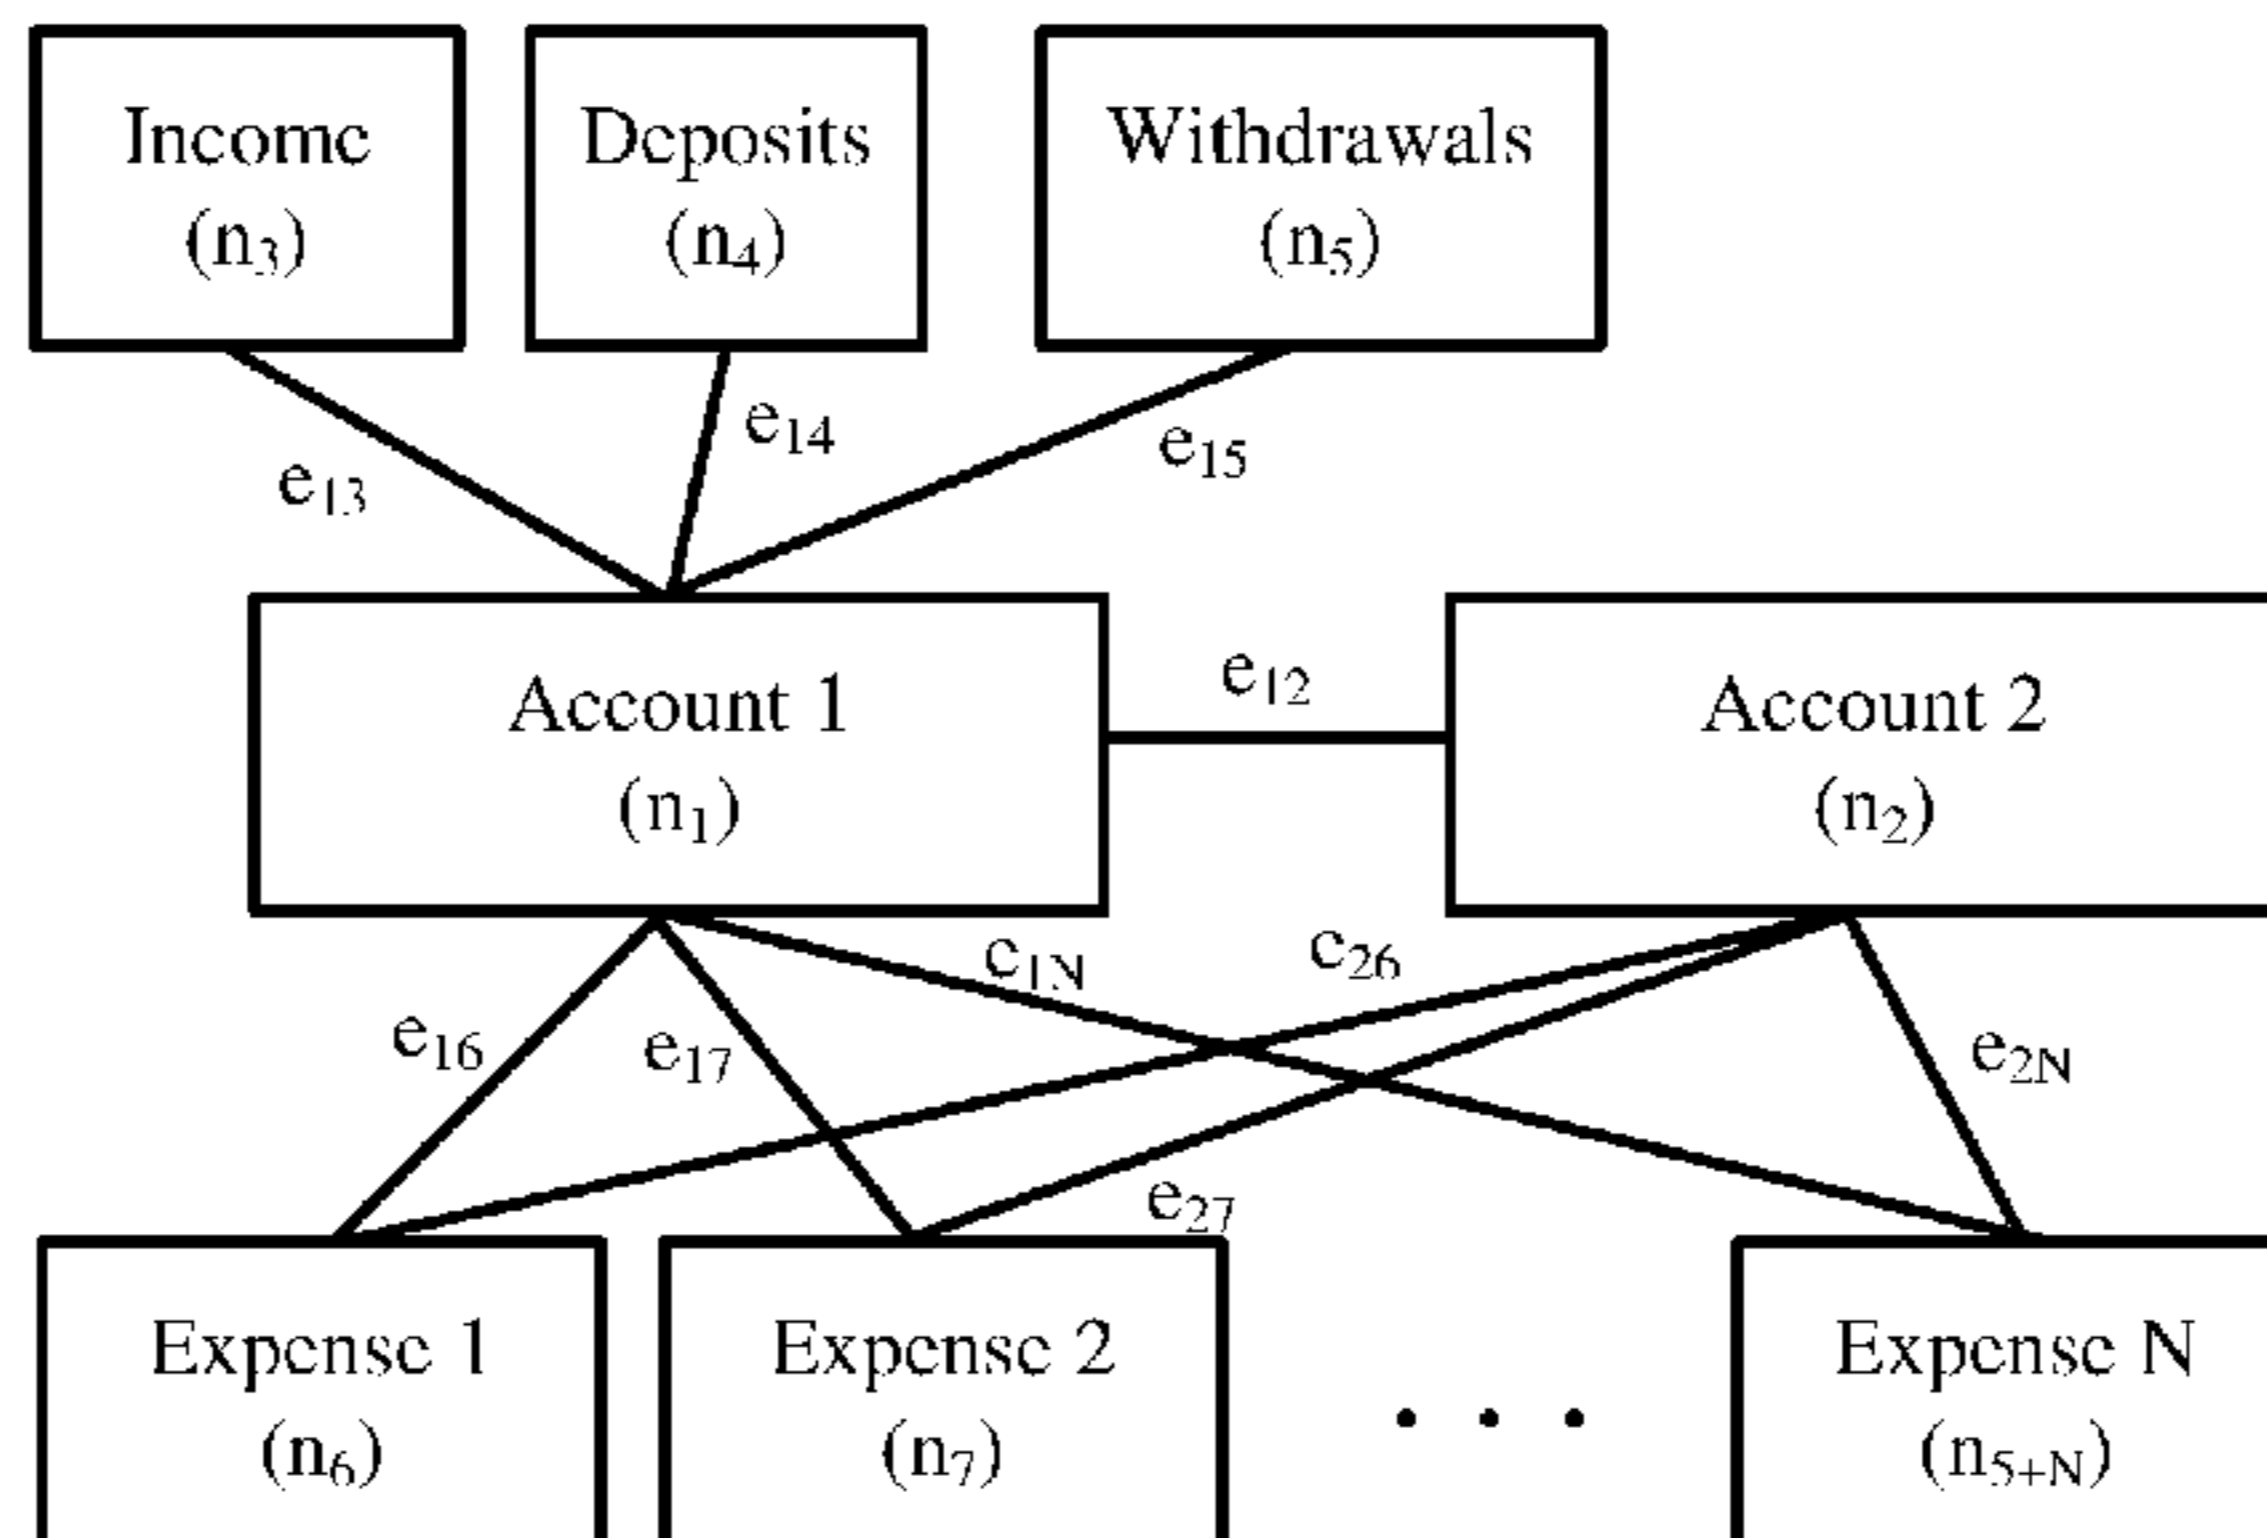 Income
(n3)
Deposits
(n4)
Withdrawals
(n5)
e13
e14
e15
Account 1
(n1)
e12
Account 2
(n2)
e16
e17
e1N
e26
e27
e2N
Expense 1
(n6)
Expense 2
(n7)
. . .
Expense N
(n5+N)